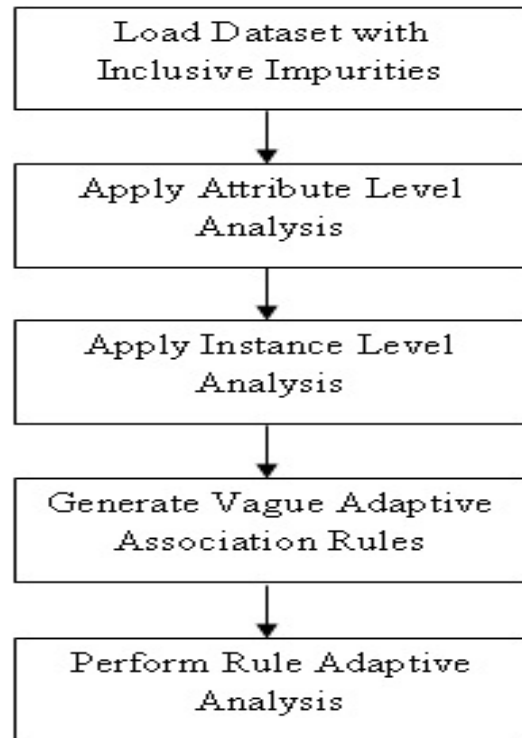 Load Dataset with
Inclusive Impurities
Apply Attribute Level
Analysis
Apply Instance Level
Analysis
Generate Vague Adaptive
Association Rules
Perform Rule Adaptive
Analysis